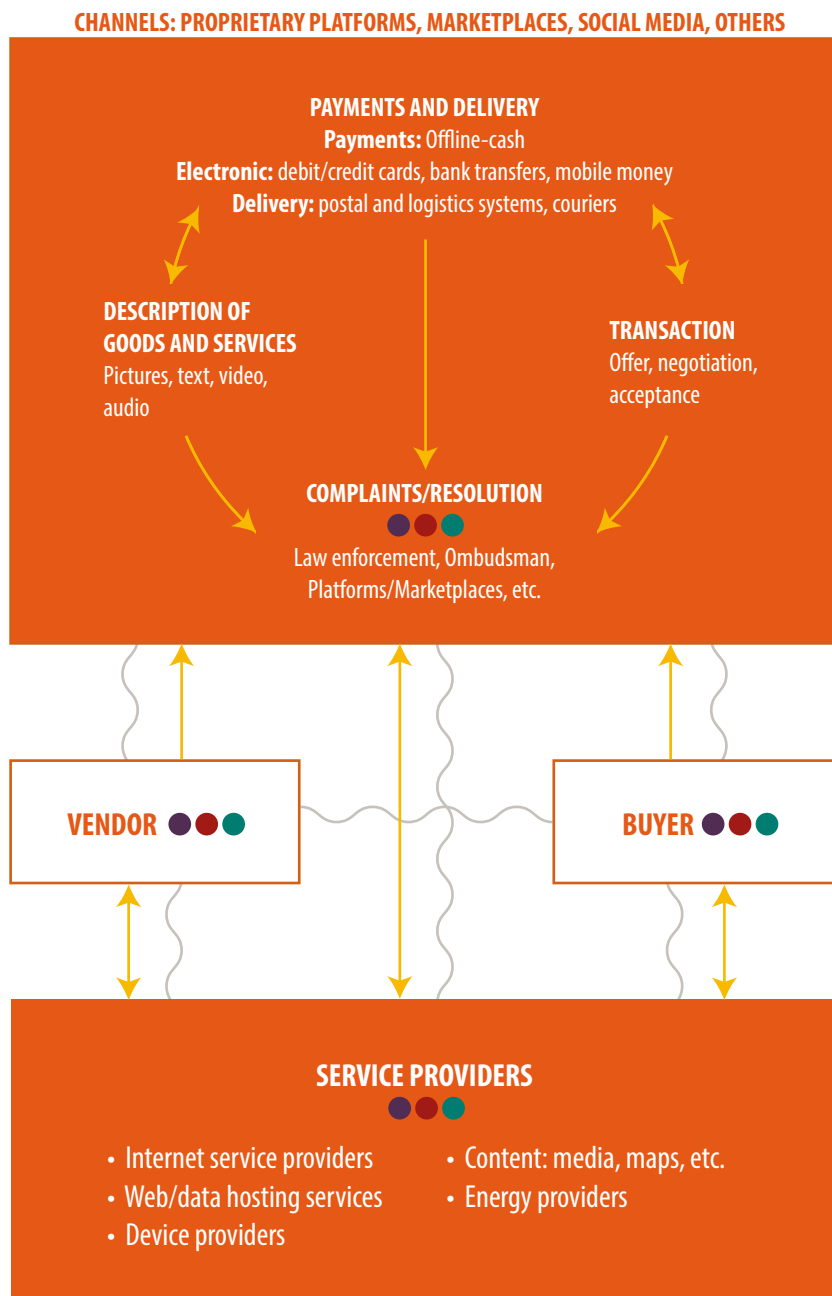 CHANNELS: PROPRIETARY PLATFORMS, MARKETPLACES, SOCIAL MEDIA, OTHERS
PAYMENTS AND DELIVERY
Payments: Offline-cash
Electronic: debit/credit cards, bank transfers, mobile money
Delivery: postal and logistics systems, couriers
DESCRIPTION OF
GOODS AND SERVICES
Pictures, text, video,
audio
TRANSACTION
Offer, negotiation,
acceptance
COMPLAINTS/RESOLUTION
Law enforcement, Ombudsman,
Platforms/Marketplaces, etc.
VENDOR
BUYER
SERVICE PROVIDERS
• Internet service providers
• Web/data hosting services
• Device providers
• Content: media, maps, etc.
• Energy providers